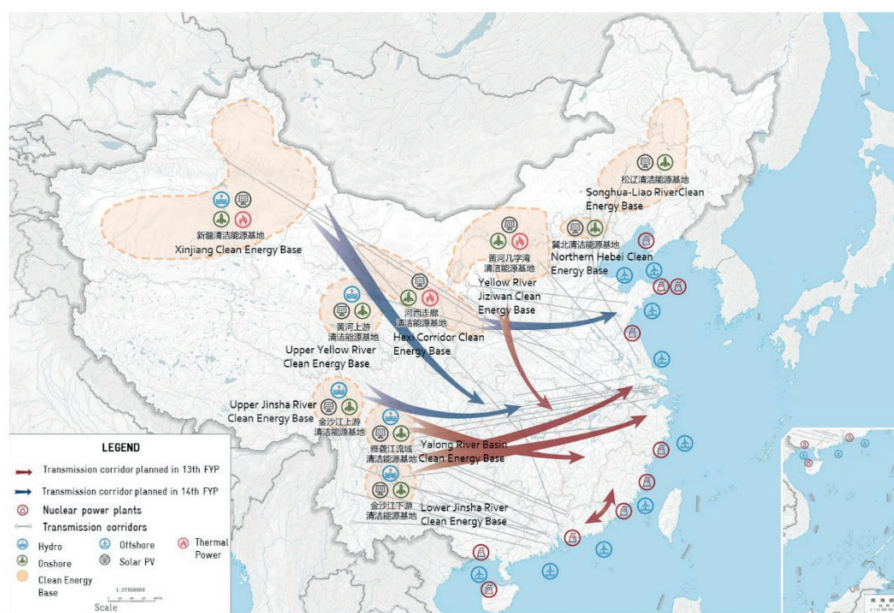 松辽清洁能源基地
Songhua-Liao RiverClean
Energy Base
新疆清洁能源基地
Xinjiang Clean Energy Base
黄河几字湾
清洁能源基地
Yellow River
Jiziwan Clean
Energy Base
冀北清洁能源基地
Northern Hebei Clean
Energy Base
黄河上游
清洁能源基地
Upper Yellow River
Clean Energy Base
河西走廊
清洁能源基地
Hexi Corridor Clean
Energy Base
Upper Jinsha River
Clean Energy Base
金沙江上游
清洁能源基地
雅砻江流域
清洁能源基地
Yalong River Basin
Clean Energy Base
金沙江下游
清洁能源基地
Lower Jinsha River
Clean Energy Base
LEGEND
Transmission corridor planned in 13th FYP
Transmission corridor planned in 14th FYP
Nuclear power plants
Transmission corridors
Hydro
Offshore
Thermal
Power
Onshore
Solar PV
Clean Energy
Base
Scale